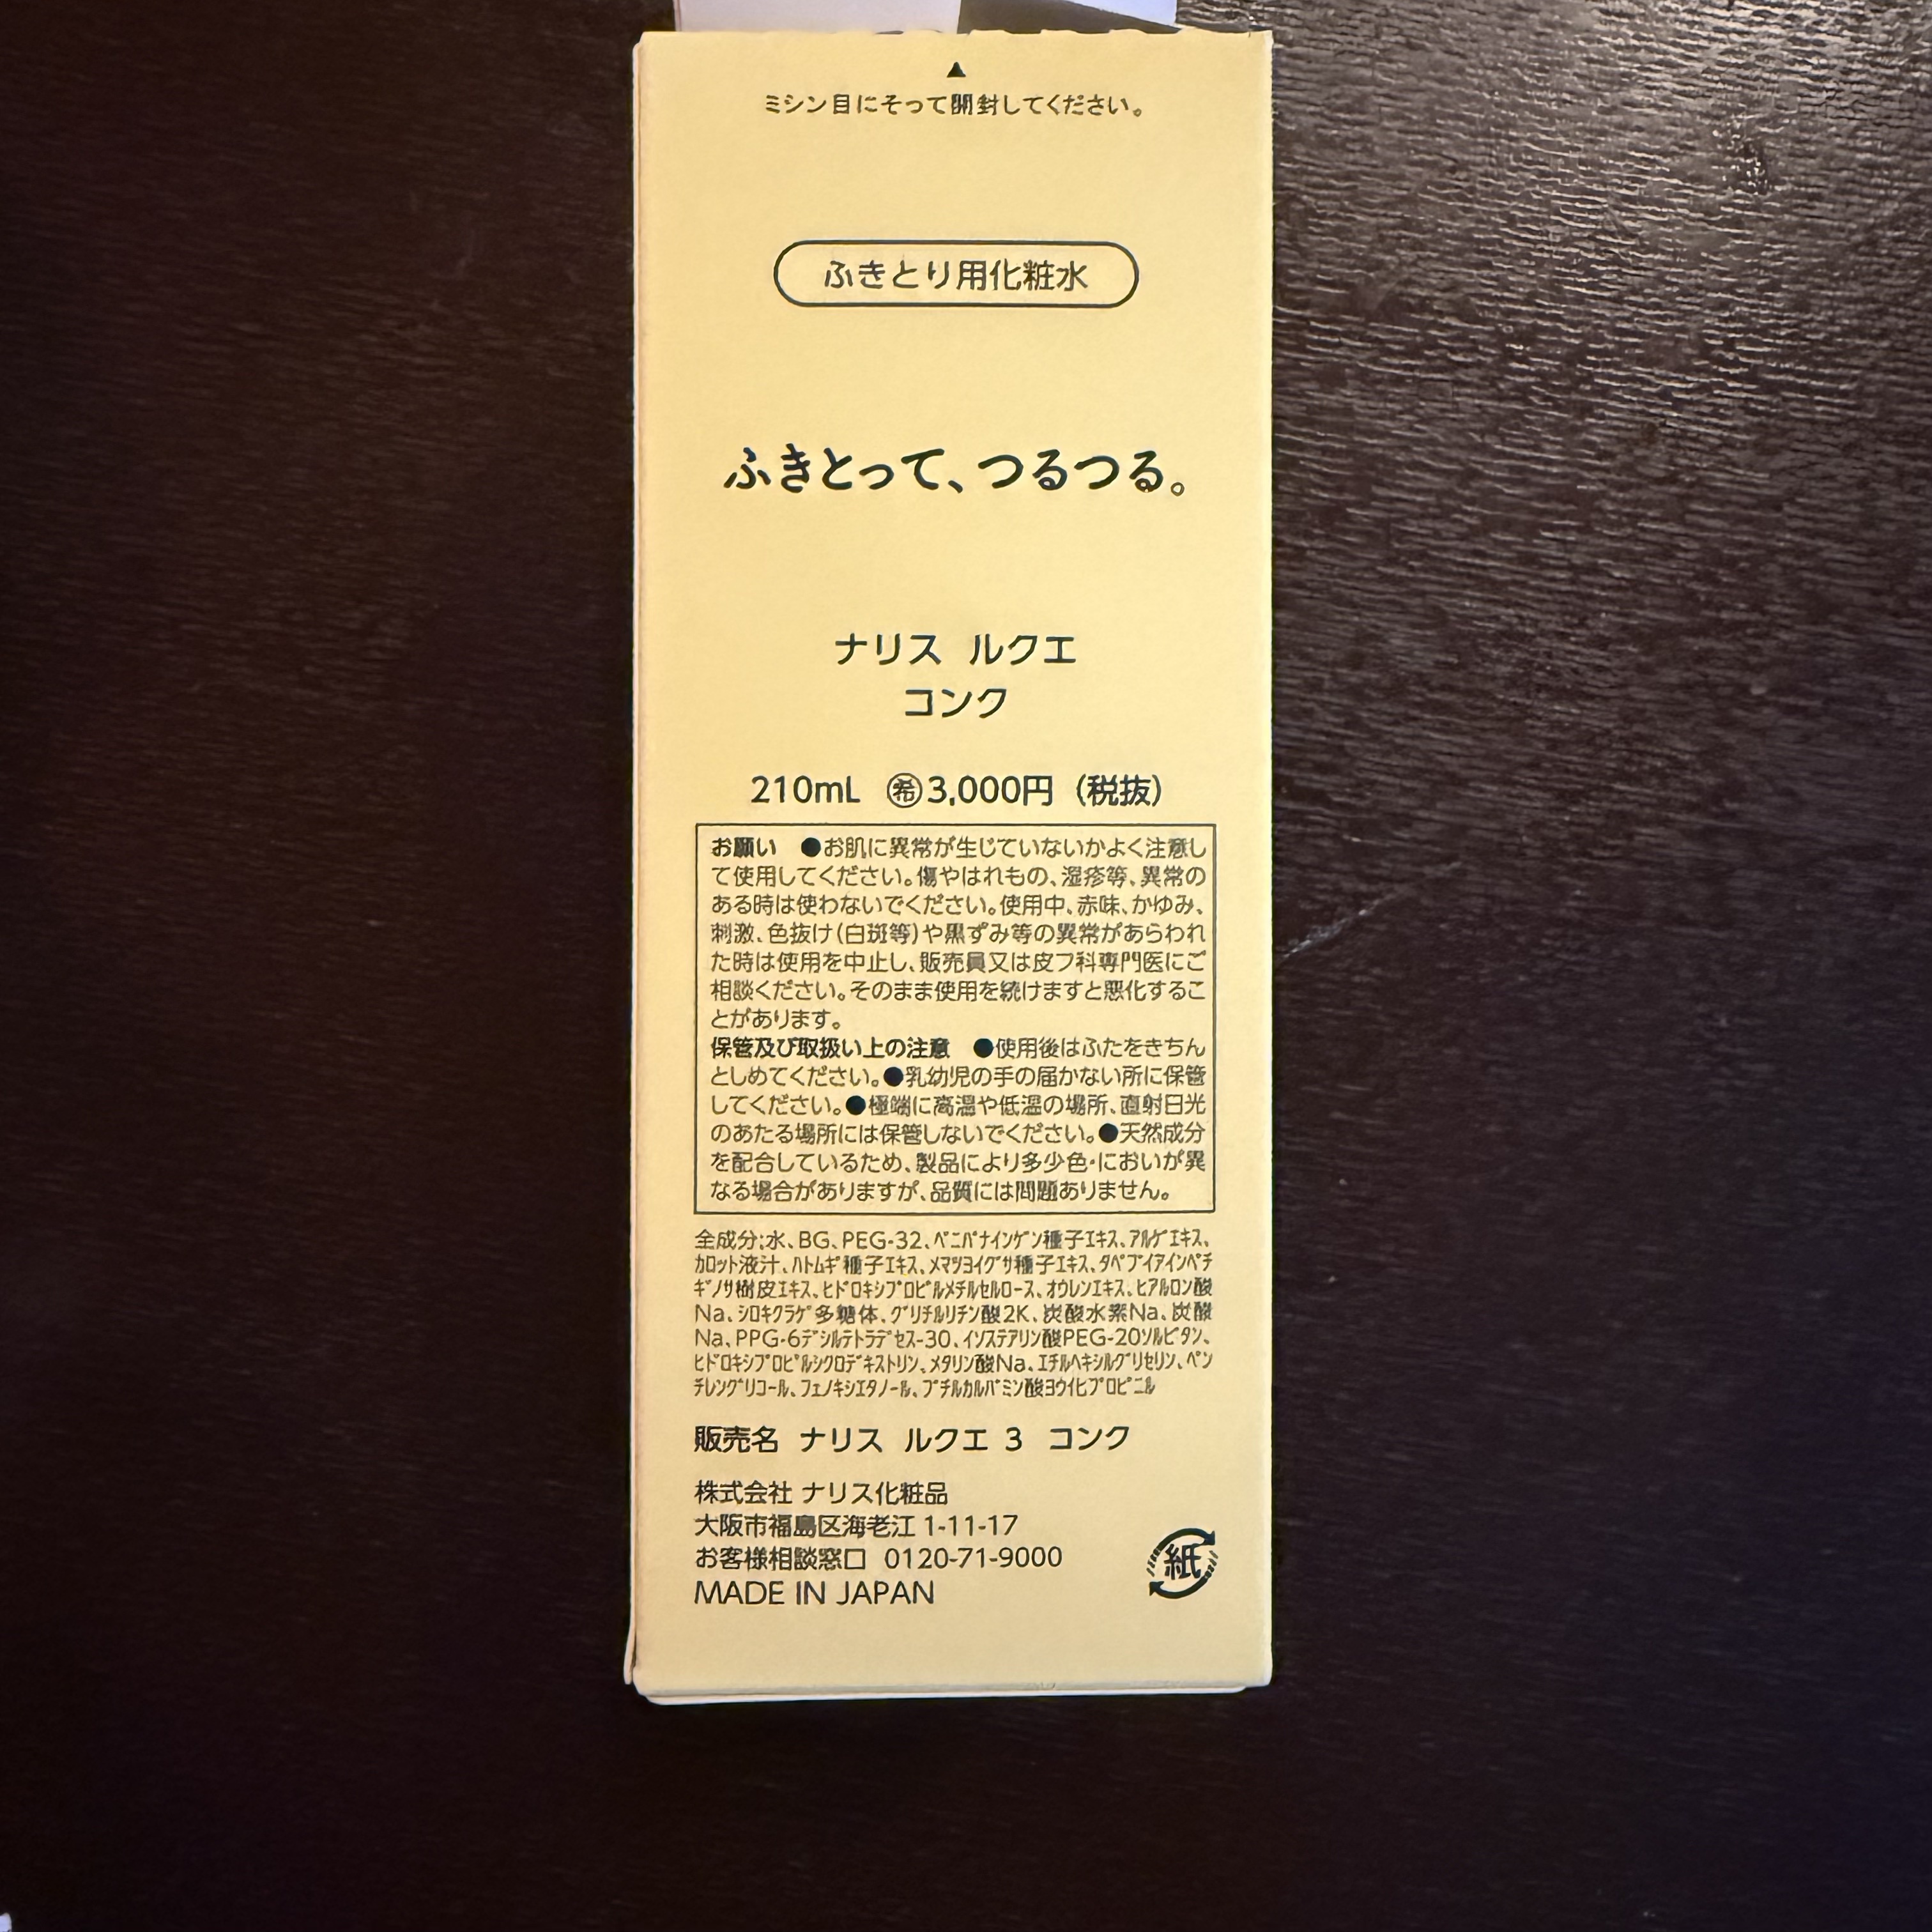 ▲
ミシン目にそって開封してください。
ふきとり用化粧水
ふきとって、つるつる。
ナリス ルクエ
コンク
210mL ㊕3,000円（税抜）
お願い ●お肌に異常が生じていないかよく注意し
て使用してください。傷やはれもの、湿疹等、異常の
ある時は使わないでください。使用中、赤味、かゆみ、
刺激、色抜け（白斑等）や黒ずみ等の異常があらわれ
た時は使用を中止し、販売員又は皮フ科専門医にご
相談ください。そのまま使用を続けますと悪化するこ
とがあります。
保管及び取扱い上の注意 ●使用後はふたをきちん
としめてください。●乳幼児の手の届かない所に保管
してください。●極端に高温や低温の場所、直射日光
のあたる場所には保管しないでください。●天然成分
を配合しているため、製品により多少色・においが異
なる場合がありますが、品質には問題ありません。
全成分:水、BG、PEG-32、ベニバナインゲン種子エキス、アルゲエキス、
カロット液汁、ハトムギ種子エキス、メマツヨイグサ種子エキス、タベブイアインペチ
ギノサ樹皮エキス、ヒドロキシプロピルメチルセルロース、オウレンエキス、ヒアルロン酸
Na、シロキクラゲ多糖体、グリチルリチン酸2K、炭酸水素Na、炭酸
Na、PPG-6デシルテトラデセス-30、イソステアリン酸PEG-20ソルビタン、
ヒドロキシプロピルシクロデキストリン、メタリン酸Na、エチルヘキシルグリセリン、ペン
チレングリコール、フェノキシエタノール、ブチルカルバミン酸ヨウ化プロピニル
販売名 ナリス ルクエ 3 コンク
株式会社 ナリス化粧品
大阪市福島区海老江 1-11-17
お客様相談窓口 0120-71-9000
MADE IN JAPAN
紙